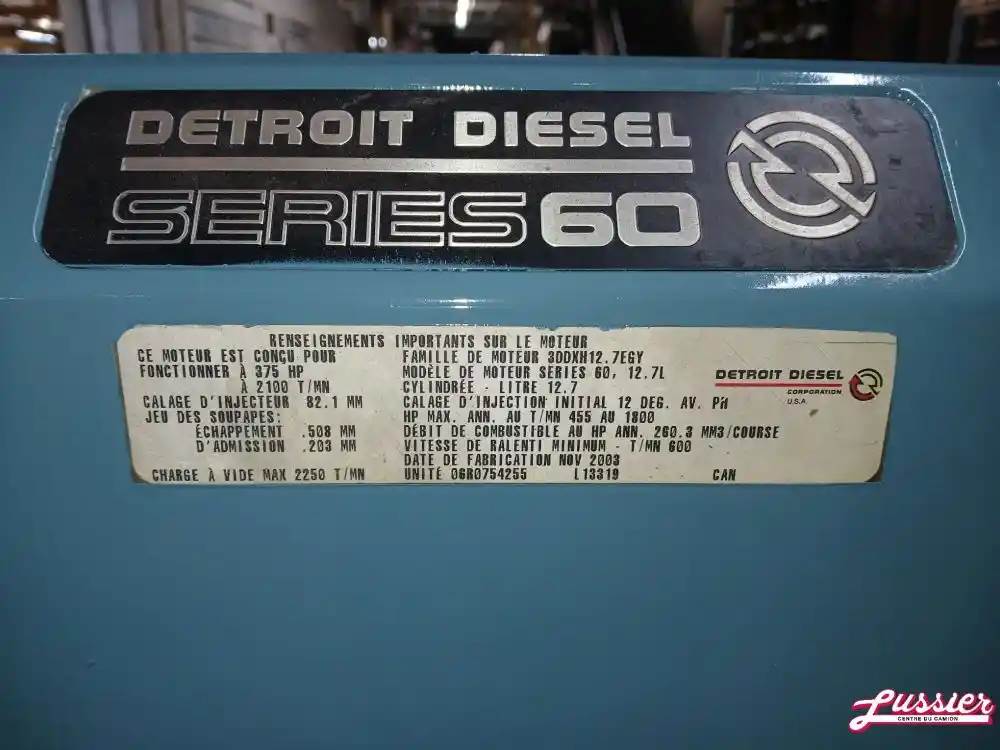 DETROIT DIESEL
SERIES 60
RENSEIGNEMENTS IMPORTANTS SUR LE MOTEUR
CE MOTEUR EST CONÇU POUR
FONCTIONNER À 375 HP
À 2100 T/MN
CALAGE D'INJECTEUR 82.1 MM
JEU DES SOUPAPES:
ÉCHAPPEMENT .508 MM
D'ADMISSION .203 MM
CHARGE À VIDE MAX 2250 T/MN
FAMILLE DE MOTEUR 3DDXH12.7EGY
MODÈLE DE MOTEUR SERIES 60, 12.7L
CYLINDRÉE - LITRE 12.7
CALAGE D'INJECTION INITIAL 12 DEG. AV. PH
HP MAX. ANN. AU T/MN 455 AU 1800
DÉBIT DE COMBUSTIBLE AU HP ANN. 260.3 MM3/COURSE
VITESSE DE RALENTI MINIMUM - T/MN 600
DATE DE FABRICATION NOV 2003
UNITÉ 06R0754255 L13319 CAN
DETROIT DIESEL
CORPORATION
U.S.A.
Lussier
CENTRE DU CAMION